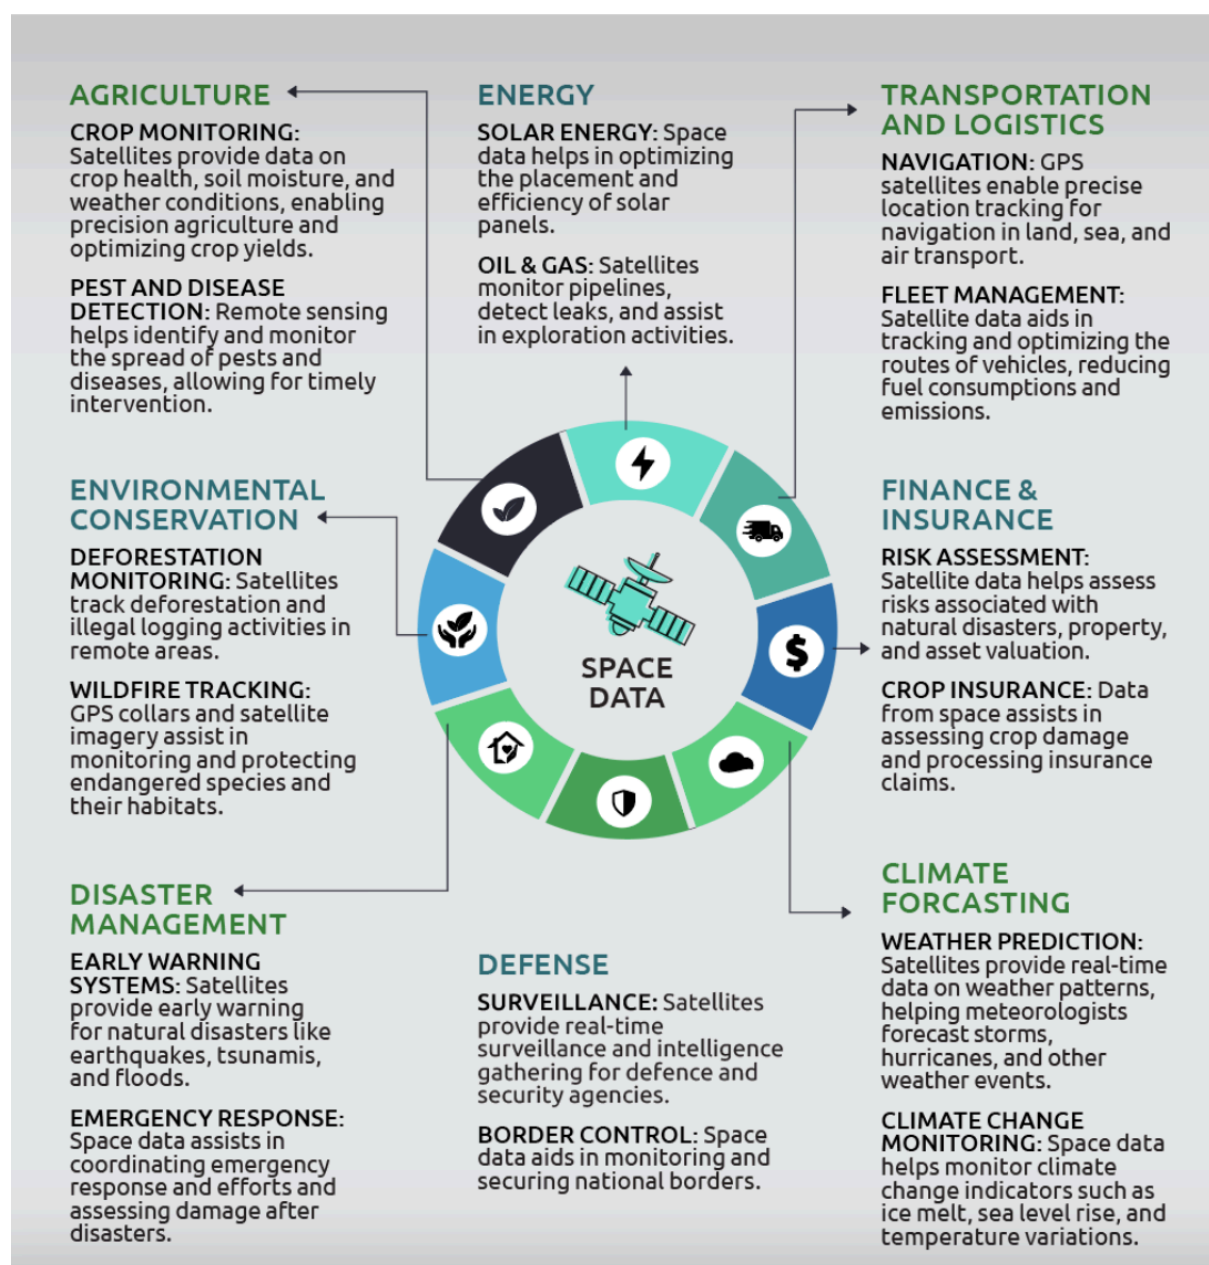 AGRICULTURE
CROP MONITORING:
Satellites provide data on
crop health, soil moisture, and
weather conditions, enabling
precision agriculture and
optimizing crop yields.
PEST AND DISEASE
DETECTION: Remote sensing
helps identify and monitor
the spread of pests and
diseases, allowing for timely
intervention.
ENERGY
SOLAR ENERGY: Space
data helps in optimizing
the placement and
efficiency of solar
panels.
OIL & GAS: Satellites
monitor pipelines,
detect leaks, and assist
in exploration activities.
TRANSPORTATION
AND LOGISTICS
NAVIGATION: GPS
satellites enable precise
location tracking for
navigation in land, sea, and
air transport.
FLEET MANAGEMENT:
Satellite data aids in
tracking and optimizing the
routes of vehicles, reducing
fuel consumptions and
emissions.
ENVIRONMENTAL
CONSERVATION
DEFORESTATION
MONITORING: Satellites
track deforestation and
illegal logging activities in
remote areas.
WILDFIRE TRACKING:
GPS collars and satellite
imagery assist in
monitoring and protecting
endangered species and
their habitats.
SPACE
DATA
FINANCE &
INSURANCE
RISK ASSESSMENT:
Satellite data helps assess
risks associated with
natural disasters, property,
and asset valuation.
CROP INSURANCE: Data
from space assists in
assessing crop damage
and processing insurance
claims.
DISASTER
MANAGEMENT
EARLY WARNING
SYSTEMS: Satellites
provide early warning
for natural disasters like
earthquakes, tsunamis,
and floods.
EMERGENCY RESPONSE:
Space data assists in
coordinating emergency
response and efforts and
assessing damage after
disasters.
DEFENSE
SURVEILLANCE: Satellites
provide real-time
surveillance and intelligence
gathering for defence and
security agencies.
BORDER CONTROL: Space
data aids in monitoring and
securing national borders.
CLIMATE
FORCASTING
WEATHER PREDICTION:
Satellites provide real-time
data on weather patterns,
helping meteorologists
forecast storms,
hurricanes, and other
weather events.
CLIMATE CHANGE
MONITORING: Space data
helps monitor climate
change indicators such as
ice melt, sea level rise, and
temperature variations.